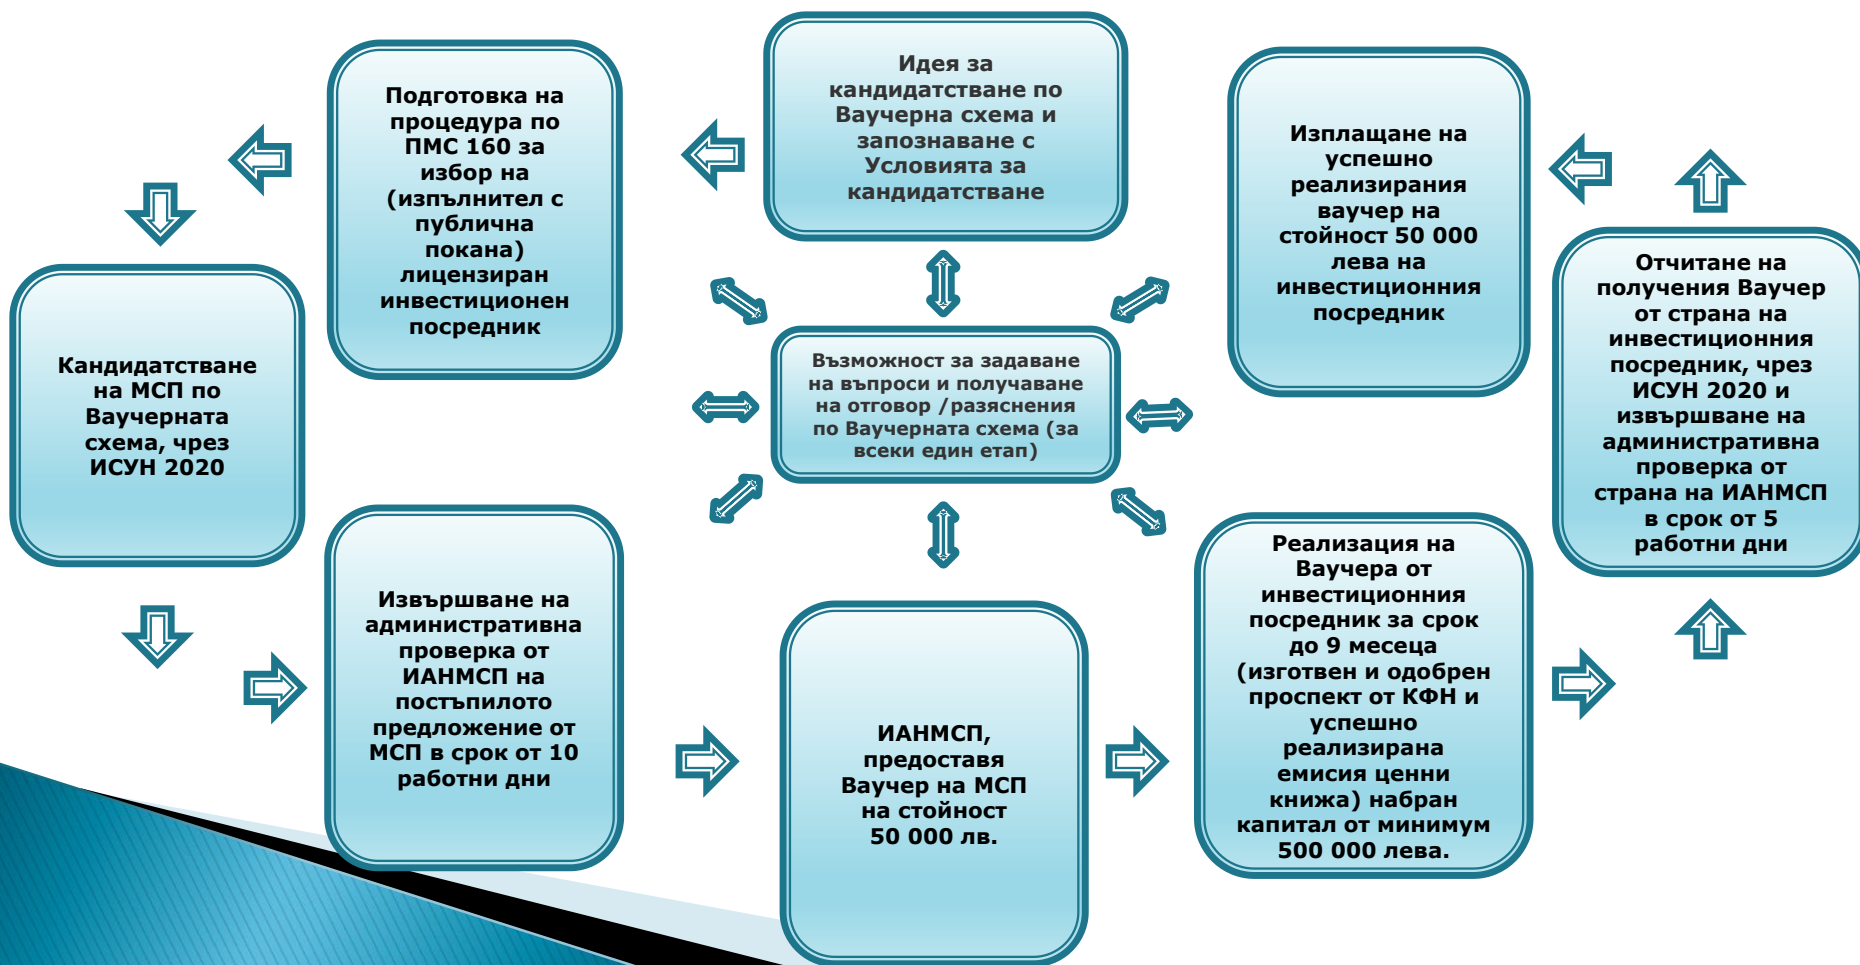 Идея за
кандидатстване по
Ваучерна схема и
запознаване с
Условията за
кандидатстване
Подготовка на
процедура по
ПМС 160 за
избор на
(изпълнител с
публична
покана)
лицензиран
инвестиционен
посредник
Кандидатстване
на МСП по
Ваучерната
схема, чрез
ИСУН 2020
Извършване на
административна
проверка от
ИАНМСП на
постъпилото
предложение от
МСП в срок от 10
работни дни
ИАНМСП,
предоставя
Ваучер на МСП
на стойност
50 000 лв.
Реализация на
Ваучера от
инвестиционния
посредник за срок
до 9 месеца
(изготвен и одобрен
проспект от КФН и
успешно
реализирана
емисия ценни
книжа) набран
капитал от минимум
500 000 лева.
Отчитане на
получения Ваучер
от страна на
инвестиционния
посредник, чрез
ИСУН 2020 и
извършване на
административна
проверка от
страна на ИАНМСП
в срок от 5
работни дни
Изплащане на
успешно
реализирания
ваучер на
стойност 50 000
лева на
инвестиционния
посредник
Възможност за задаване
на въпроси и получаване
на отговор /разяснения
по Ваучерната схема (за
всеки един етап)